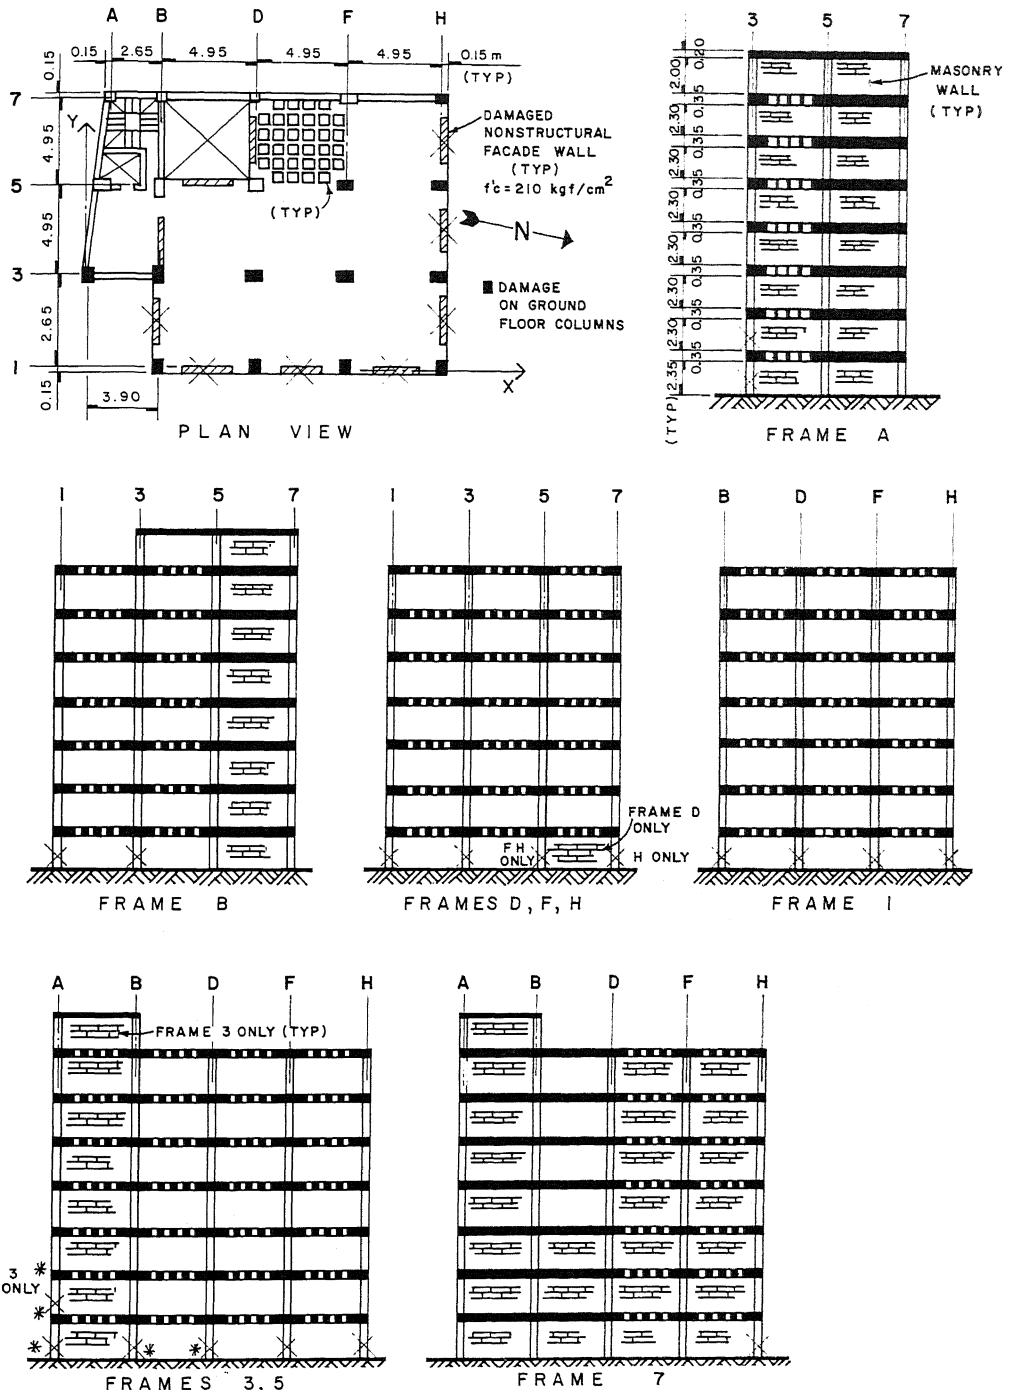 A B D F H
0.15 2.65 4.95 4.95 4.95 0.15 m
(TYP)
0.15
7
Y
4.95
5
4.95
3
2.65
1
0.15
3.90
X
(TYP)
DAMAGED
NONSTRUCTURAL
FACADE WALL
(TYP)
f'c=210 kgf/cm2
N
DAMAGE
ON GROUND
FLOOR COLUMNS
PLAN VIEW
3 5 7
0.20
2.00
0.35
2.30
0.35
2.30
0.35
2.30
0.35
2.30
0.35
2.30
0.35
2.30
0.35
2.35
(TYP)
MASONRY
WALL
(TYP)
FRAME A
1 3 5 7
FRAME B
1 3 5 7
FRAME D
ONLY
FH
ONLY
H ONLY
FRAMES D, F, H
B D F H
FRAME 1
A B D F H
FRAME 3 ONLY (TYP)
3
ONLY
FRAMES 3, 5
A B D F H
FRAME 7